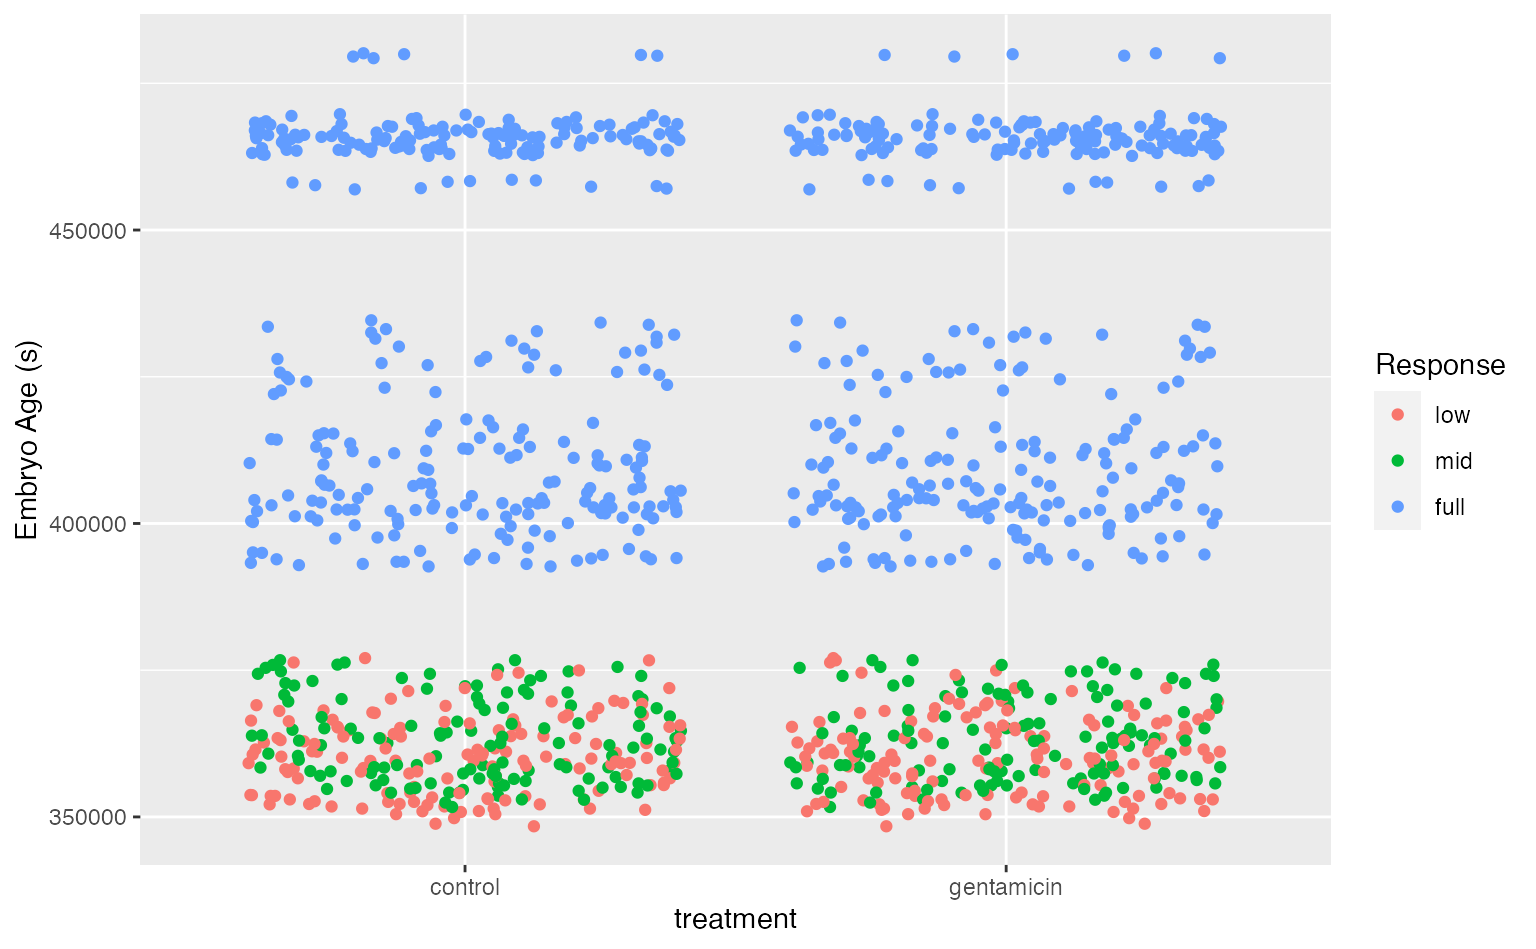 Embryo Age (s)
450000
400000
350000
control
gentamicin
treatment
Response
low
mid
full